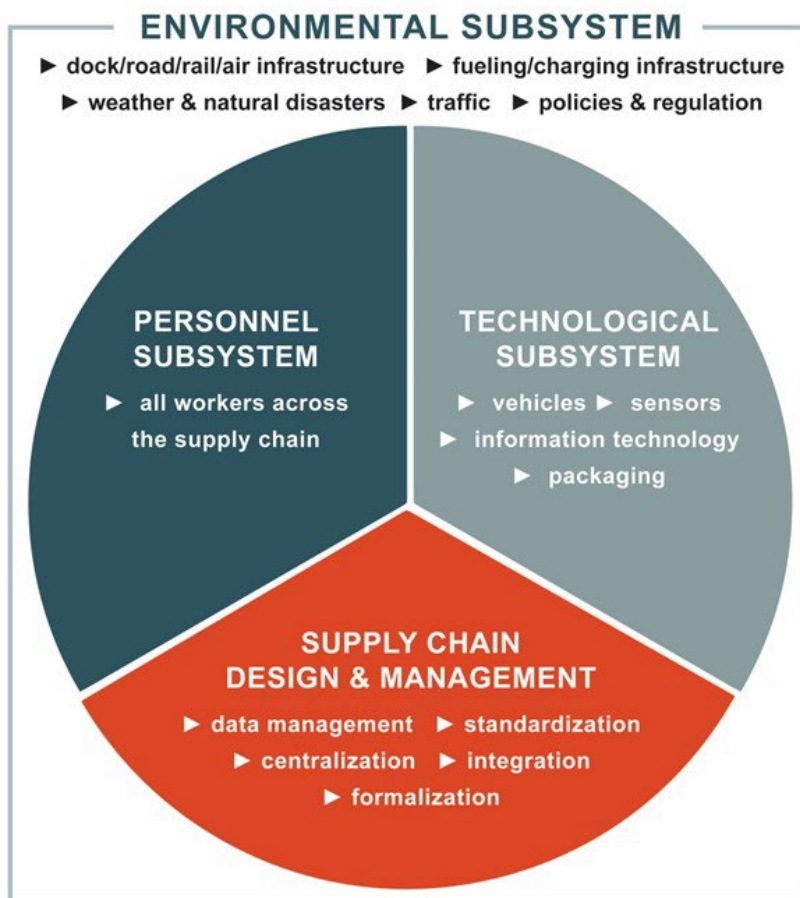 ENVIRONMENTAL SUBSYSTEM
► dock/road/rail/air infrastructure ► fueling/charging infrastructure
► weather & natural disasters ► traffic ► policies & regulation
PERSONNEL
SUBSYSTEM
► all workers across
the supply chain
TECHNOLOGICAL
SUBSYSTEM
► vehicles ► sensors
► information technology
► packaging
SUPPLY CHAIN
DESIGN & MANAGEMENT
► data management ► standardization
► centralization ► integration
► formalization